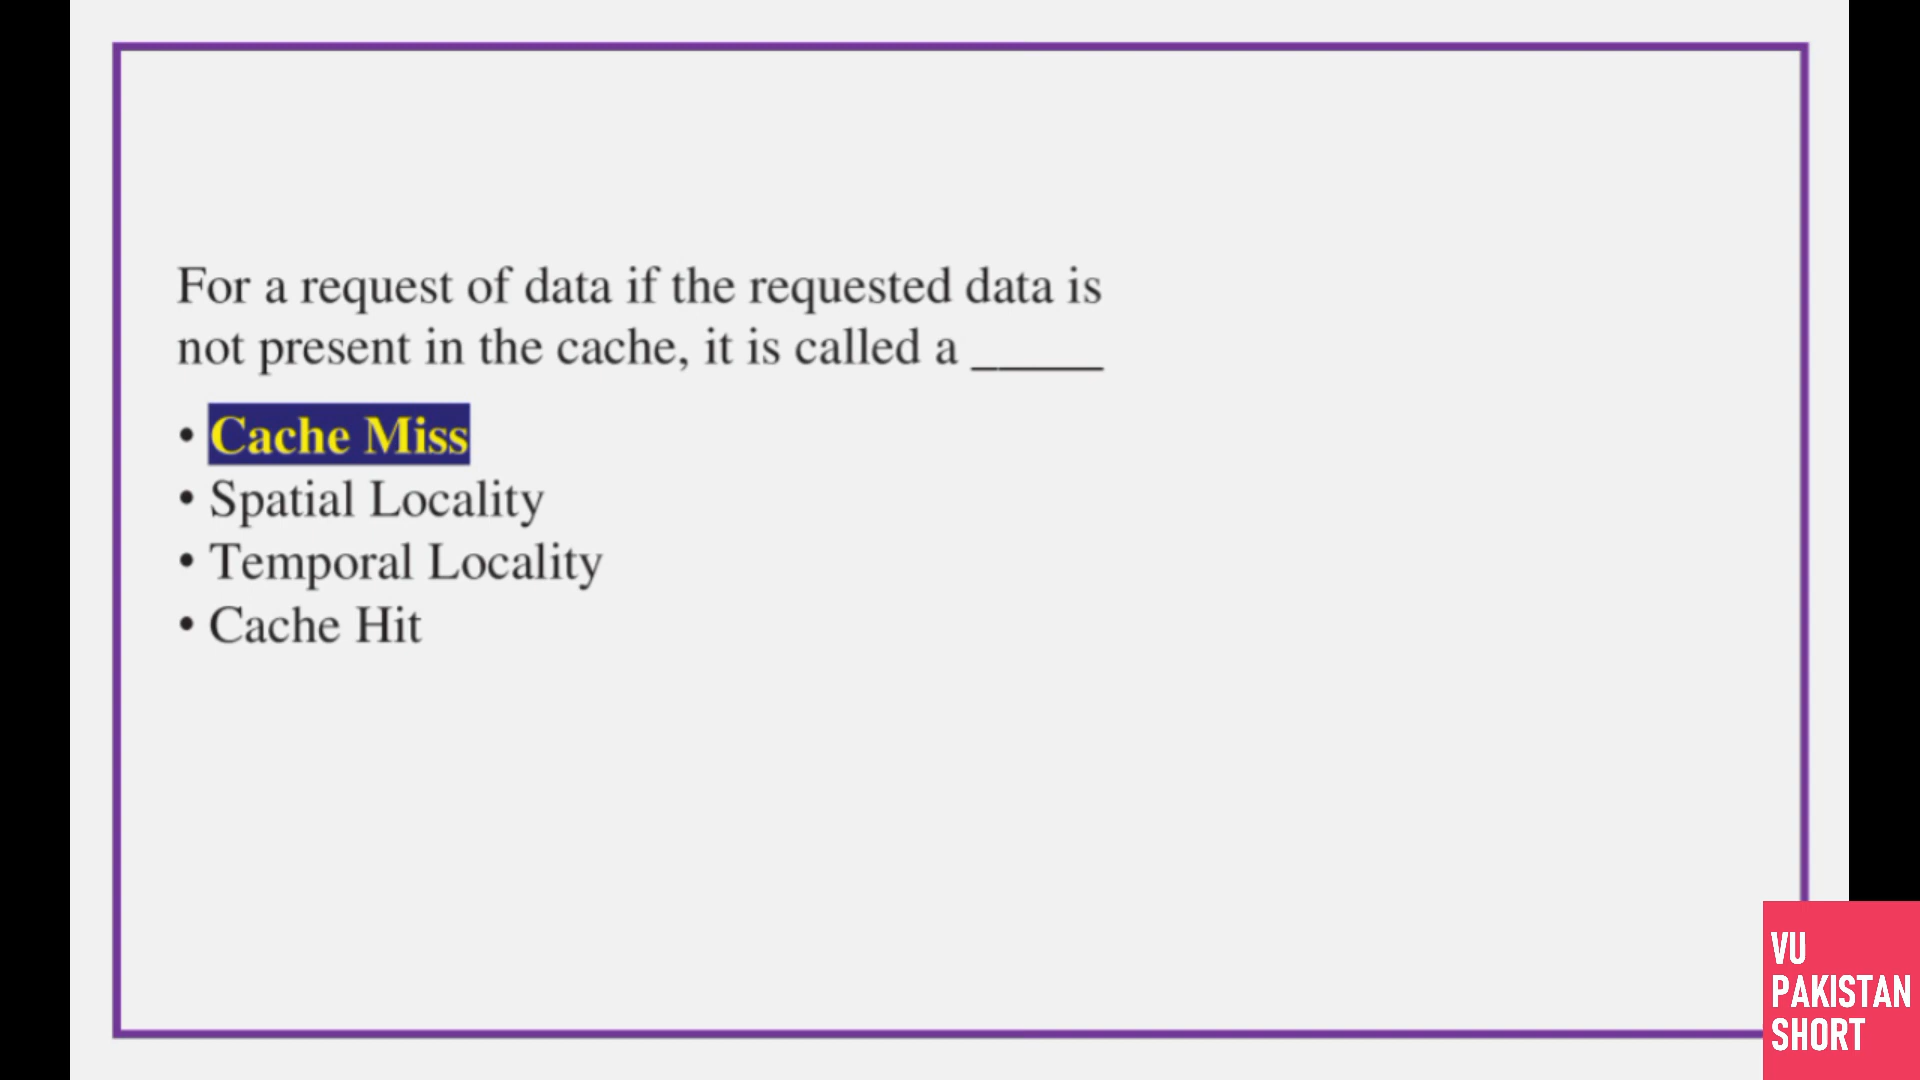 For a request of data if the requested data is
not present in the cache, it is called a _____
• Cache Miss
• Spatial Locality
• Temporal Locality
• Cache Hit
VU
PAKISTAN
SHORT